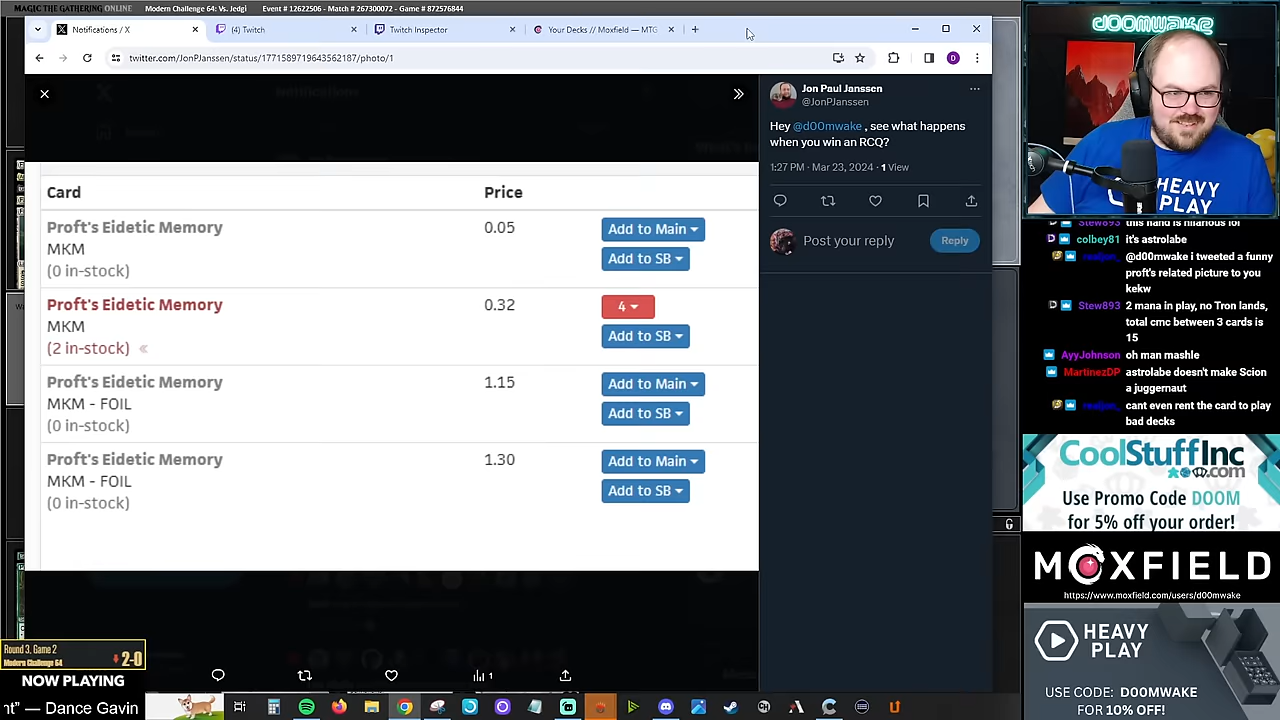 MAGIC THE GATHERING ONLINE Modern Challenge 64: Vs. Jedgi Event # 12622506 - Match # 267300072 - Game # 872576844
Notifications / X
(4) Twitch
Twitch Inspector
Your Decks // Moxfield — MTG
twitter.com/JonPJanssen/status/1771589719643562187/photo/1
Card Price
Proft's Eidetic Memory
MKM
(0 in-stock)
0.05
Add to Main
Add to SB
Proft's Eidetic Memory
MKM
(2 in-stock) «
0.32
4
Add to SB
Proft's Eidetic Memory
MKM - FOIL
(0 in-stock)
1.15
Add to Main
Add to SB
Proft's Eidetic Memory
MKM - FOIL
(0 in-stock)
1.30
Add to Main
Add to SB
1
Jon Paul Janssen
@JonPJanssen
Hey @d00mwake , see what happens
when you win an RCQ?
1:27 PM · Mar 23, 2024 · 1 View
Post your reply
Reply
d00mwake
HEAVY
PLAY
Stew893 this hand is hilarious lol
colbey81 it's astrolabe
@d00mwake i tweeted a funny
proft's related picture to you
kekw
Stew893 2 mana in play, no Tron lands,
total cmc between 3 cards is
15
AyyJohnson oh man mashle
MartinezDP astrolabe doesn't make Scion
a juggernaut
cant even rent the card to play
bad decks
CoolStuffInc
.com
Use Promo Code DOOM
for 5% off your order!
MOXFIELD
https://www.moxfield.com/users/d00mwake
HEAVY
PLAY
USE CODE: D00MWAKE
FOR 10% OFF!
Round 3, Game 2
Modern Challenge 64
2-0
NOW PLAYING
nt" — Dance Gavin